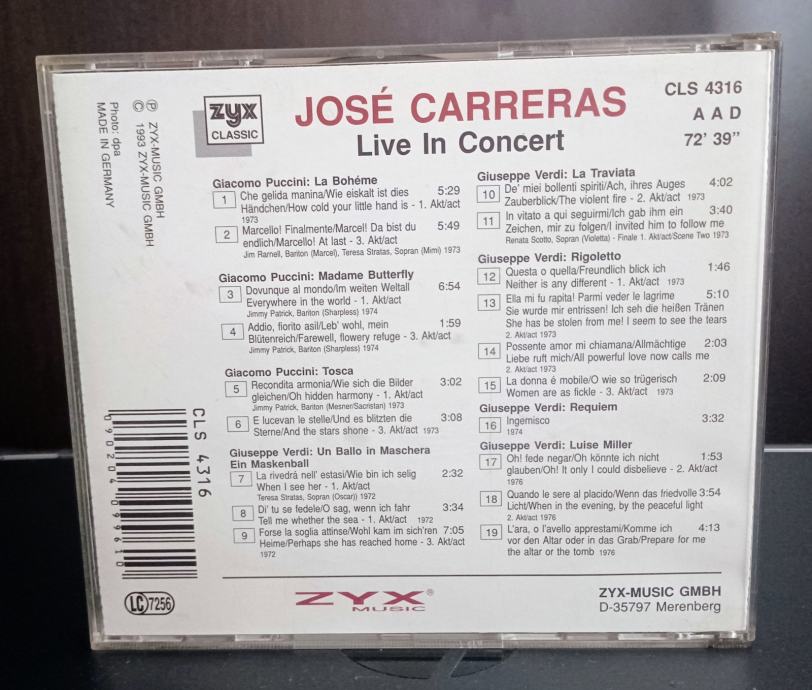 zyx
CLASSIC
JOSÉ CARRERAS
Live In Concert
CLS 4316
A A D
72' 39"
Giacomo Puccini: La Bohéme
1 Che gelida manina/Wie eiskalt ist dies 5:29
Händchen/How cold your little hand is - 1. Akt/act
1973
2 Marcello! Finalmente/Marcel! Da bist du 5:49
endlich/Marcello! At last - 3. Akt/act
Jim Rarnell, Bariton (Marcel), Teresa Stratas, Sopran (Mimi) 1973
Giacomo Puccini: Madame Butterfly
3 Dovunque al mondo/Im weiten Weltall 6:54
Everywhere in the world - 1. Akt/act
Jimmy Patrick, Bariton (Sharpless) 1974
4 Addio, fiorito asil/Leb' wohl, mein 1:59
Blütenreich/Farewell, flowery refuge - 3. Akt/act
Jimmy Patrick, Bariton (Sharpless) 1974
Giacomo Puccini: Tosca
5 Recondita armonia/Wie sich die Bilder 3:02
gleichen/Oh hidden harmony - 1. Akt/act
Jimmy Patrick, Bariton (Mesner/Sacristan) 1973
6 E lucevan le stelle/Und es blitzten die 3:08
Sterne/And the stars shone - 3. Akt/act 1973
Giuseppe Verdi: Un Ballo in Maschera
Ein Maskenball
7 La rivedrá nell' estasi/Wie bin ich selig 2:32
When I see her - 1. Akt/act
Teresa Stratas, Sopran (Oscar)) 1972
8 Di' tu se fedele/O sag, wenn ich fahr 3:34
Tell me whether the sea - 1. Akt/act 1972
9 Forse la soglia attinse/Wohl kam im sich'ren 7:05
Heime/Perhaps she has reached home - 3. Akt/act
1972
Giuseppe Verdi: La Traviata
10 De' miei bollenti spiriti/Ach, ihres Auges 4:02
Zauberblick/The violent fire - 2. Akt/act 1973
11 In vitato a qui seguirmi/Ich gab ihm ein 3:40
Zeichen, mir zu folgen/I invited him to follow me
Renata Scotto, Sopran (Violetta) - Finale 1. Akt/act/Scene Two 1973
Giuseppe Verdi: Rigoletto
12 Questa o quella/Freundlich blick ich 1:46
Neither is any different - 1. Akt/act 1973
13 Ella mi fu rapita! Parmi veder le lagrime 5:10
Sie wurde mir entrissen! Ich seh die heißen Tränen
She has be stolen from me! I seem to see the tears
2. Akt/act 1973
14 Possente amor mi chiamana/Allmächtige 2:03
Liebe ruft mich/All powerful love now calls me
2. Akt/act 1973
15 La donna é mobile/O wie so trügerisch 2:09
Women are as fickle - 3. Akt/act 1973
Giuseppe Verdi: Requiem
16 Ingemisco 3:32
1974
Giuseppe Verdi: Luise Miller
17 Oh! fede negar/Oh könnte ich nicht 1:53
glauben/Oh! It only I could disbelieve - 2. Akt/act
1976
18 Quando le sere al placido/Wenn das friedvolle 3:54
Licht/When in the evening, by the peaceful light
2. Akt/act 1976
19 L'ara, o l'avello apprestami/Komme ich 4:13
vor den Altar oder in das Grab/Prepare for me
the altar or the tomb 1976
ZYX®
MUSIC
ZYX-MUSIC GMBH
D-35797 Merenberg
℗ ZYX-MUSIC GMBH
© 1993 ZYX-MUSIC GMBH
Photo: dpa
MADE IN GERMANY
CLS 4316
090204099610
LC 7256